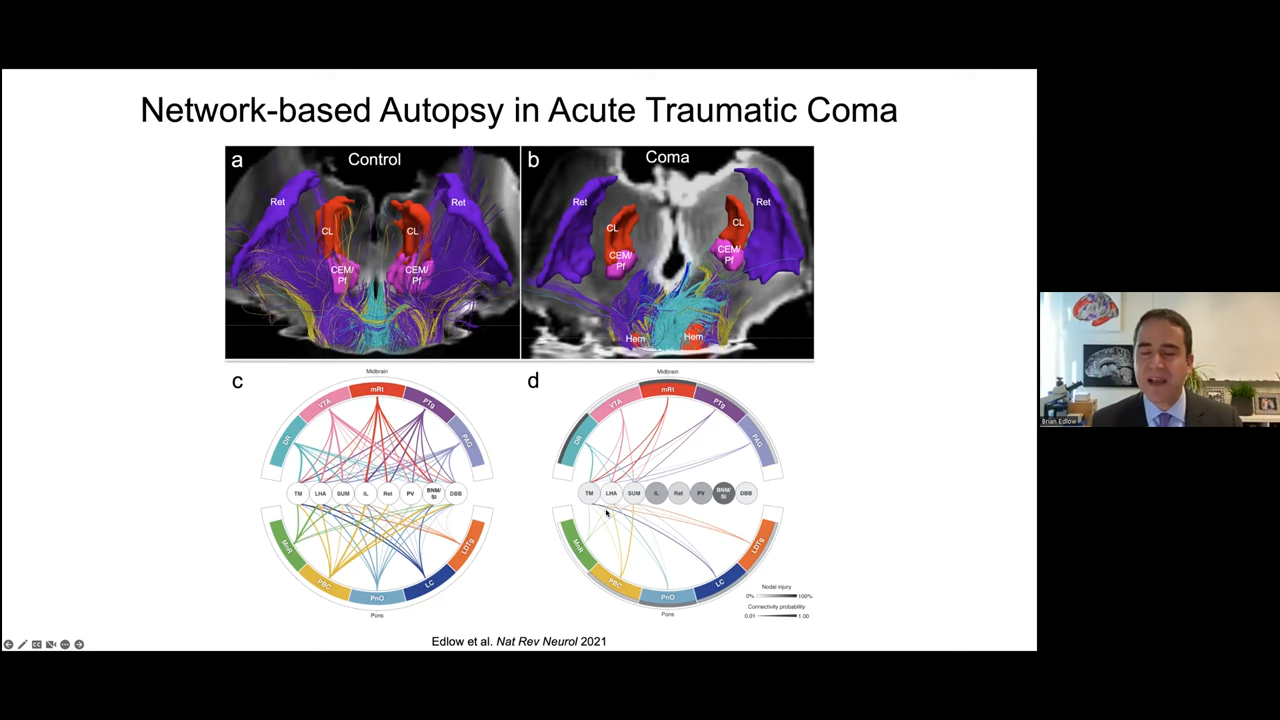 Network-based Autopsy in Acute Traumatic Coma
a
Control
Ret
Ret
CL
CL
CEM/
Pf
CEM/
Pf
b
Coma
Ret
Ret
CL
CL
CEM/
Pf
CEM/
Pf
Hem
Hem
c
Midbrain
mRt
VTA
PTg
DR
PAG
TM LHA SUM IL Ret PV BNM/SI DBB
MnR
LDTg
PBC
LC
PnO
Pons
d
Midbrain
mRt
VTA
PTg
DR
PAG
TM LHA SUM IL Ret PV BNM/SI DBB
MnR
LDTg
PBC
LC
PnO
Pons
Nodal injury
0% 100%
Connectivity probability
0.01 1.00
Edlow et al. Nat Rev Neurol 2021
Brian Edlow